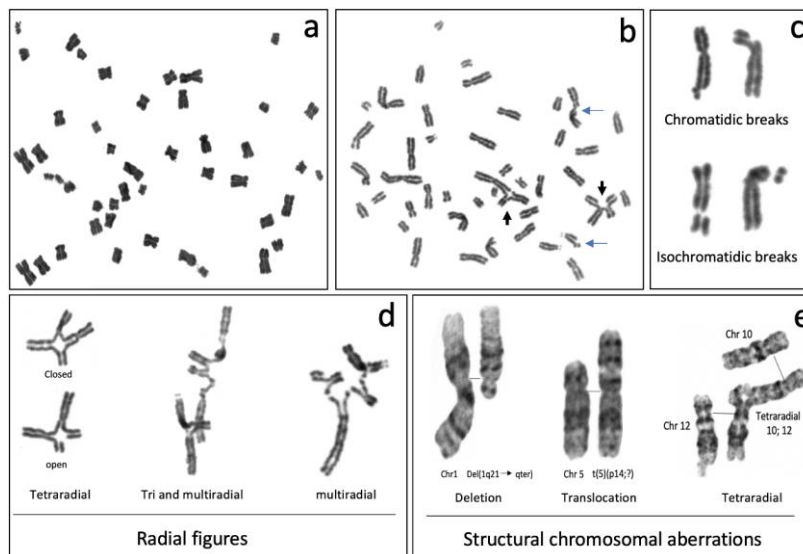 a
b
c
Chromatidic breaks
Isochromatidic breaks
d
Closed
open
Tetraradial
Tri and multiradial
multiradial
Radial figures
e
Chr 10
Chr 12
Tetraradial
10; 12
Chr1 Del(1q21 → qter)
Chr 5 t(5)(p14;?)
Deletion
Translocation
Tetraradial
Structural chromosomal aberrations